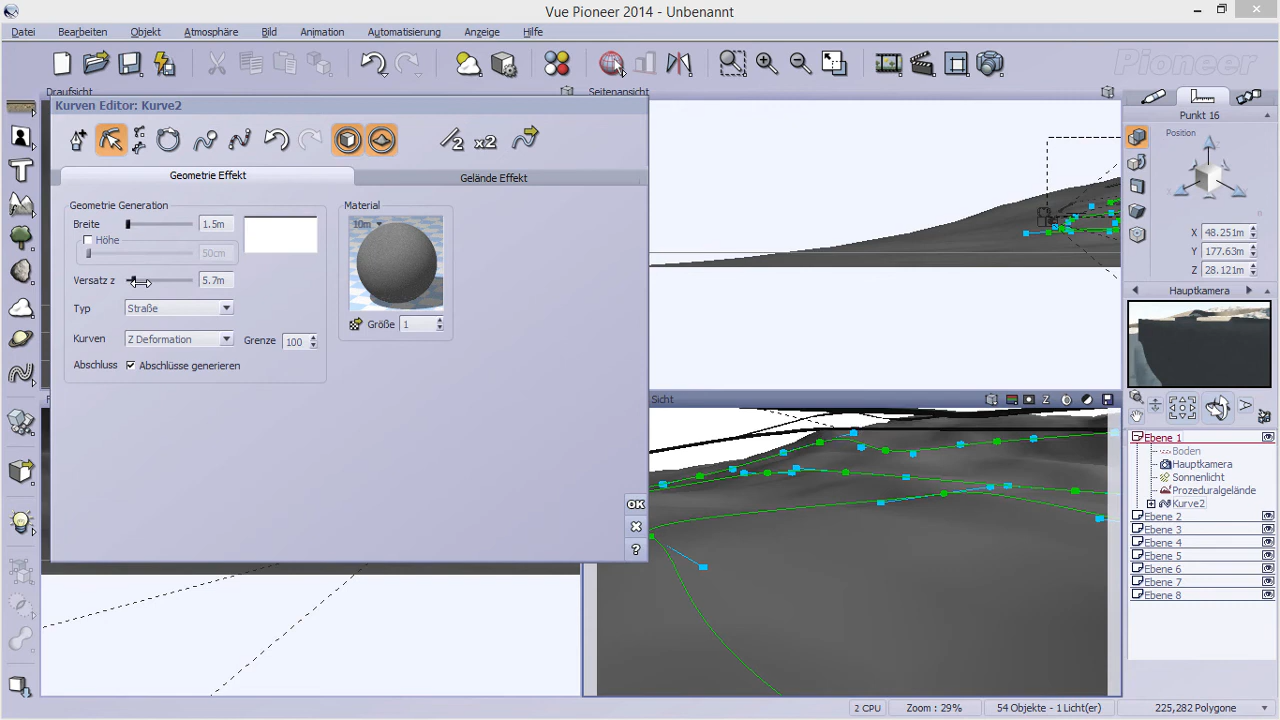 Vue Pioneer 2014 - Unbenannt
Datei Bearbeiten Objekt Atmosphäre Bild Animation Automatisierung Anzeige Hilfe
Pioneer
Draufsicht
Seitenansicht
Kurven Editor: Kurve2
Punkt 16
Position
Geometrie Effekt
Gelände Effekt
Geometrie Generation
Breite 1.5m
Höhe
50cm
Versatz z 5.7m
Typ Straße
Kurven Z Deformation
Grenze 100
Abschluss Abschlüsse generieren
Material
10m
Größe 1
OK
X 48.251m
Y 177.63m
Z 28.121m
Hauptkamera
Sicht
Ebene 1
Boden
Hauptkamera
Sonnenlicht
Prozeduralgelände
Kurve2
Ebene 2
Ebene 3
Ebene 4
Ebene 5
Ebene 6
Ebene 7
Ebene 8
2 CPU
Zoom : 29%
54 Objekte - 1 Licht(er)
225,282 Polygone